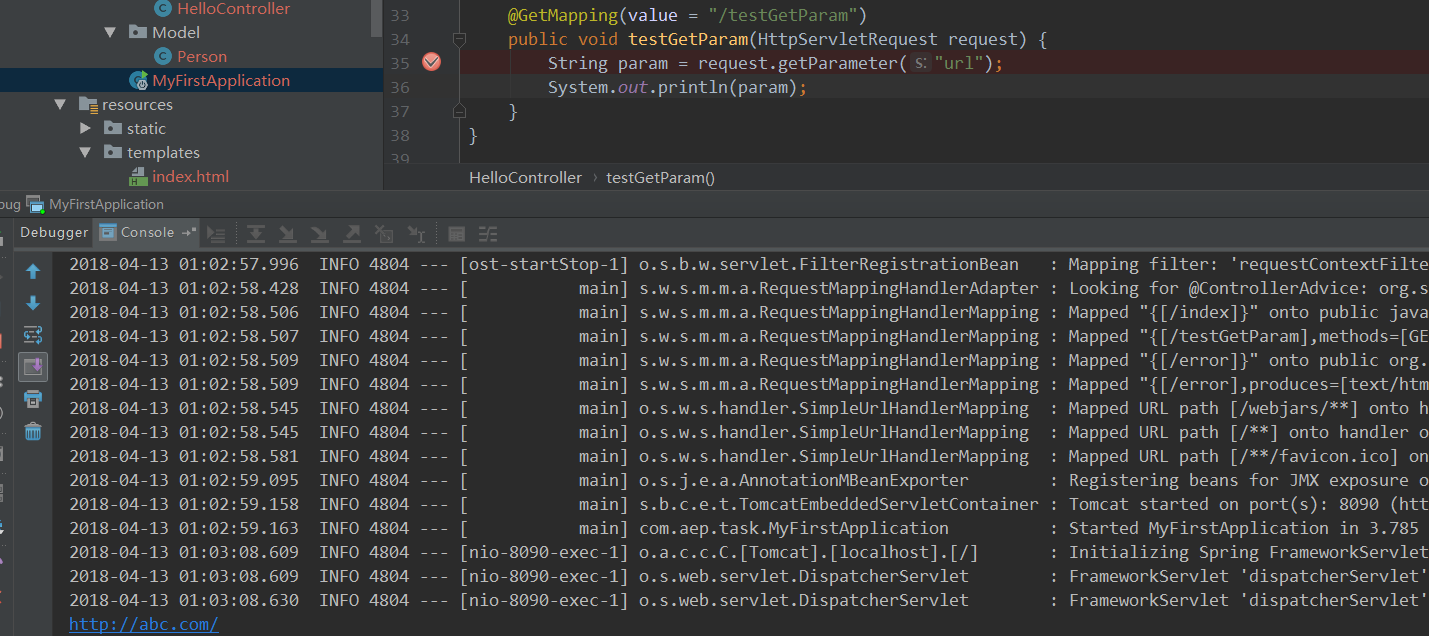 HelloController
Model
Person
MyFirstApplication
resources
static
templates
index.html
33 @GetMapping(value = "/testGetParam")
34 public void testGetParam(HttpServletRequest request) {
35 String param = request.getParameter( s: "url");
36 System.out.println(param);
37 }
38 }
39
HelloController › testGetParam()
bug MyFirstApplication
Debugger Console
2018-04-13 01:02:57.996 INFO 4804 --- [ost-startStop-1] o.s.b.w.servlet.FilterRegistrationBean : Mapping filter: 'requestContextFilte
2018-04-13 01:02:58.428 INFO 4804 --- [ main] s.w.s.m.m.a.RequestMappingHandlerAdapter : Looking for @ControllerAdvice: org.s
2018-04-13 01:02:58.506 INFO 4804 --- [ main] s.w.s.m.m.a.RequestMappingHandlerMapping : Mapped "{[/index]}" onto public java
2018-04-13 01:02:58.507 INFO 4804 --- [ main] s.w.s.m.m.a.RequestMappingHandlerMapping : Mapped "{[/testGetParam],methods=[GE
2018-04-13 01:02:58.509 INFO 4804 --- [ main] s.w.s.m.m.a.RequestMappingHandlerMapping : Mapped "{[/error]}" onto public org.
2018-04-13 01:02:58.509 INFO 4804 --- [ main] s.w.s.m.m.a.RequestMappingHandlerMapping : Mapped "{[/error],produces=[text/htm
2018-04-13 01:02:58.545 INFO 4804 --- [ main] o.s.w.s.handler.SimpleUrlHandlerMapping : Mapped URL path [/webjars/**] onto h
2018-04-13 01:02:58.545 INFO 4804 --- [ main] o.s.w.s.handler.SimpleUrlHandlerMapping : Mapped URL path [/**] onto handler o
2018-04-13 01:02:58.581 INFO 4804 --- [ main] o.s.w.s.handler.SimpleUrlHandlerMapping : Mapped URL path [/**/favicon.ico] on
2018-04-13 01:02:59.095 INFO 4804 --- [ main] o.s.j.e.a.AnnotationMBeanExporter : Registering beans for JMX exposure o
2018-04-13 01:02:59.158 INFO 4804 --- [ main] s.b.c.e.t.TomcatEmbeddedServletContainer : Tomcat started on port(s): 8090 (htt
2018-04-13 01:02:59.163 INFO 4804 --- [ main] com.aep.task.MyFirstApplication : Started MyFirstApplication in 3.785
2018-04-13 01:03:08.609 INFO 4804 --- [nio-8090-exec-1] o.a.c.c.C.[Tomcat].[localhost].[/] : Initializing Spring FrameworkServlet
2018-04-13 01:03:08.609 INFO 4804 --- [nio-8090-exec-1] o.s.web.servlet.DispatcherServlet : FrameworkServlet 'dispatcherServlet'
2018-04-13 01:03:08.630 INFO 4804 --- [nio-8090-exec-1] o.s.web.servlet.DispatcherServlet : FrameworkServlet 'dispatcherServlet'
http://abc.com/